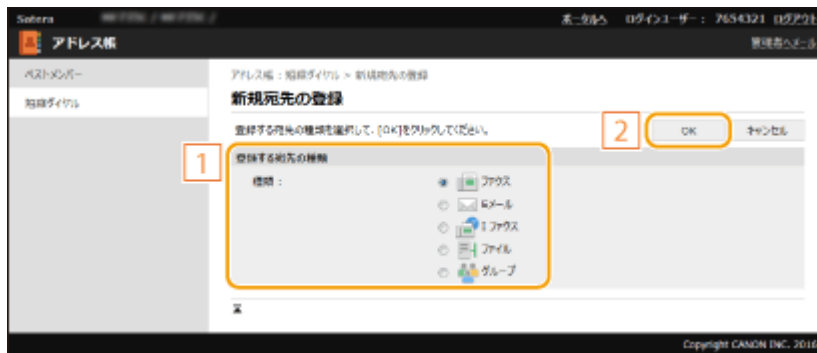 Satera
ポータルへ ログインユーザー： 7654321 ログアウト
アドレス帳
管理者へメール
ベストメンバー
短縮ダイヤル
アドレス帳：短縮ダイヤル > 新規宛先の登録
新規宛先の登録
登録する宛先の種類を選択して、[OK]をクリックしてください。
2
OK
キャンセル
1
登録する宛先の種類
種類：
ファクス
Eメール
Iファクス
ファイル
グループ
Copyright CANON INC. 2016